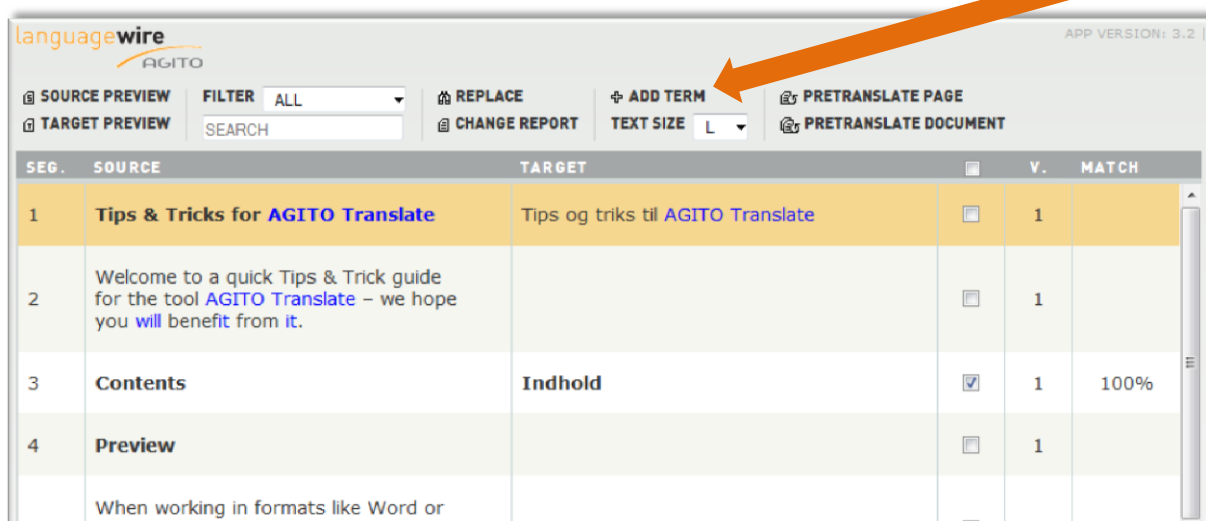 languagewire
AGITO
APP VERSION: 3.2 |
SOURCE PREVIEW FILTER ALL REPLACE ADD TERM PRETRANSLATE PAGE
TARGET PREVIEW SEARCH CHANGE REPORT TEXT SIZE L PRETRANSLATE DOCUMENT
SEG. SOURCE TARGET V. MATCH
1 Tips & Tricks for AGITO Translate Tips og triks til AGITO Translate 1
Welcome to a quick Tips & Trick guide
2 for the tool AGITO Translate – we hope 1
you will benefit from it.
3 Contents Indhold 1 100%
4 Preview 1
When working in formats like Word or